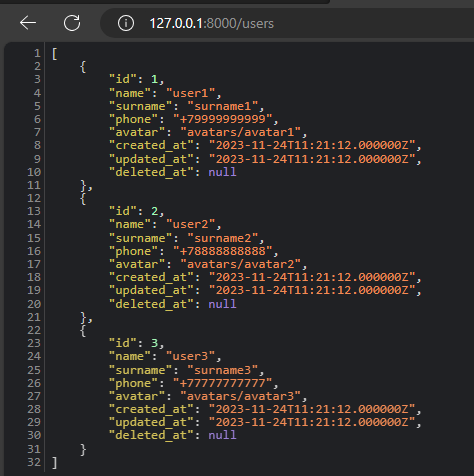 127.0.0.1:8000/users
1 [
2 {
3 "id": 1,
4 "name": "user1",
5 "surname": "surname1",
6 "phone": "+79999999999",
7 "avatar": "avatars/avatar1",
8 "created_at": "2023-11-24T11:21:12.000000Z",
9 "updated_at": "2023-11-24T11:21:12.000000Z",
10 "deleted_at": null
11 },
12 {
13 "id": 2,
14 "name": "user2",
15 "surname": "surname2",
16 "phone": "+78888888888",
17 "avatar": "avatars/avatar2",
18 "created_at": "2023-11-24T11:21:12.000000Z",
19 "updated_at": "2023-11-24T11:21:12.000000Z",
20 "deleted_at": null
21 },
22 {
23 "id": 3,
24 "name": "user3",
25 "surname": "surname3",
26 "phone": "+77777777777",
27 "avatar": "avatars/avatar3",
28 "created_at": "2023-11-24T11:21:12.000000Z",
29 "updated_at": "2023-11-24T11:21:12.000000Z",
30 "deleted_at": null
31 }
32 ]